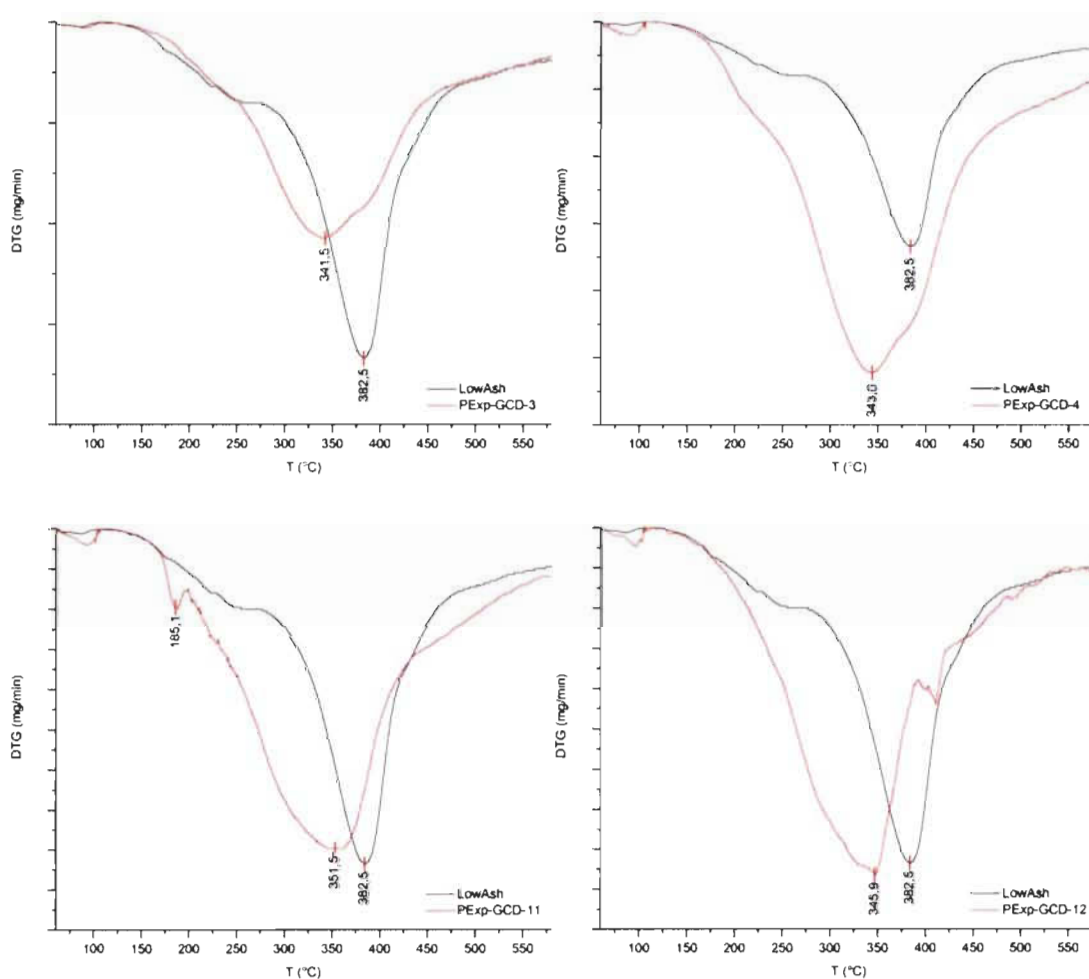 DTG (mg/min)
341,5
382,5
LowAsh
PExp-GCD-3
100 150 200 250 300 350 400 450 500 550
T (°C)
DTG (mg/min)
382,5
343,0
LowAsh
PExp-GCD-4
100 150 200 250 300 350 400 450 500 550
T (°C)
DTG (mg/min)
185,1
351,5
382,5
LowAsh
PExp-GCD-11
100 150 200 250 300 350 400 450 500 550
T (°C)
DTG (mg/min)
345,9
382,5
LowAsh
PExp-GCD-12
100 150 200 250 300 350 400 450 500 550
T (°C)